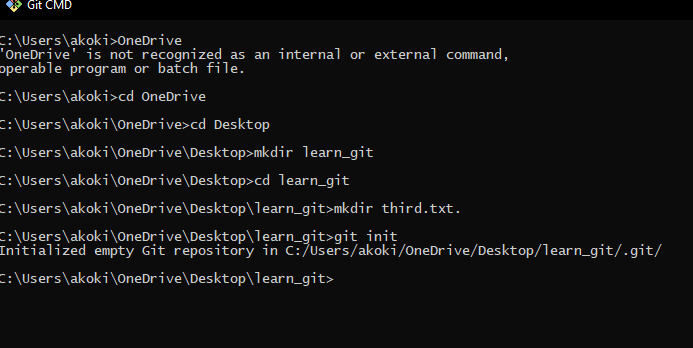 Git CMD
C:\Users\akoki>OneDrive
'OneDrive' is not recognized as an internal or external command,
operable program or batch file.
C:\Users\akoki>cd OneDrive
C:\Users\akoki\OneDrive>cd Desktop
C:\Users\akoki\OneDrive\Desktop>mkdir learn_git
C:\Users\akoki\OneDrive\Desktop>cd learn_git
C:\Users\akoki\OneDrive\Desktop\learn_git>mkdir third.txt.
C:\Users\akoki\OneDrive\Desktop\learn_git>git init
Initialized empty Git repository in C:/Users/akoki/OneDrive/Desktop/learn_git/.git/
C:\Users\akoki\OneDrive\Desktop\learn_git>